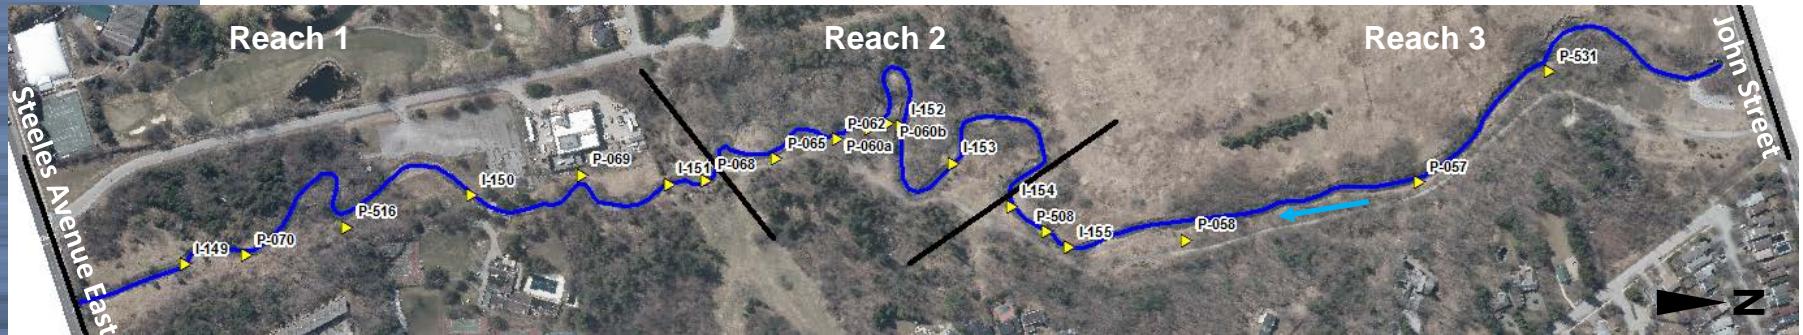 Reach 1
Reach 2
Reach 3
Steeles Avenue East
John Street
I-149
P-070
P-516
I-150
P-069
I-151
P-068
P-065
P-062
P-060a
I-152
P-060b
I-153
I-154
P-508
I-155
P-058
P-057
P-531
N